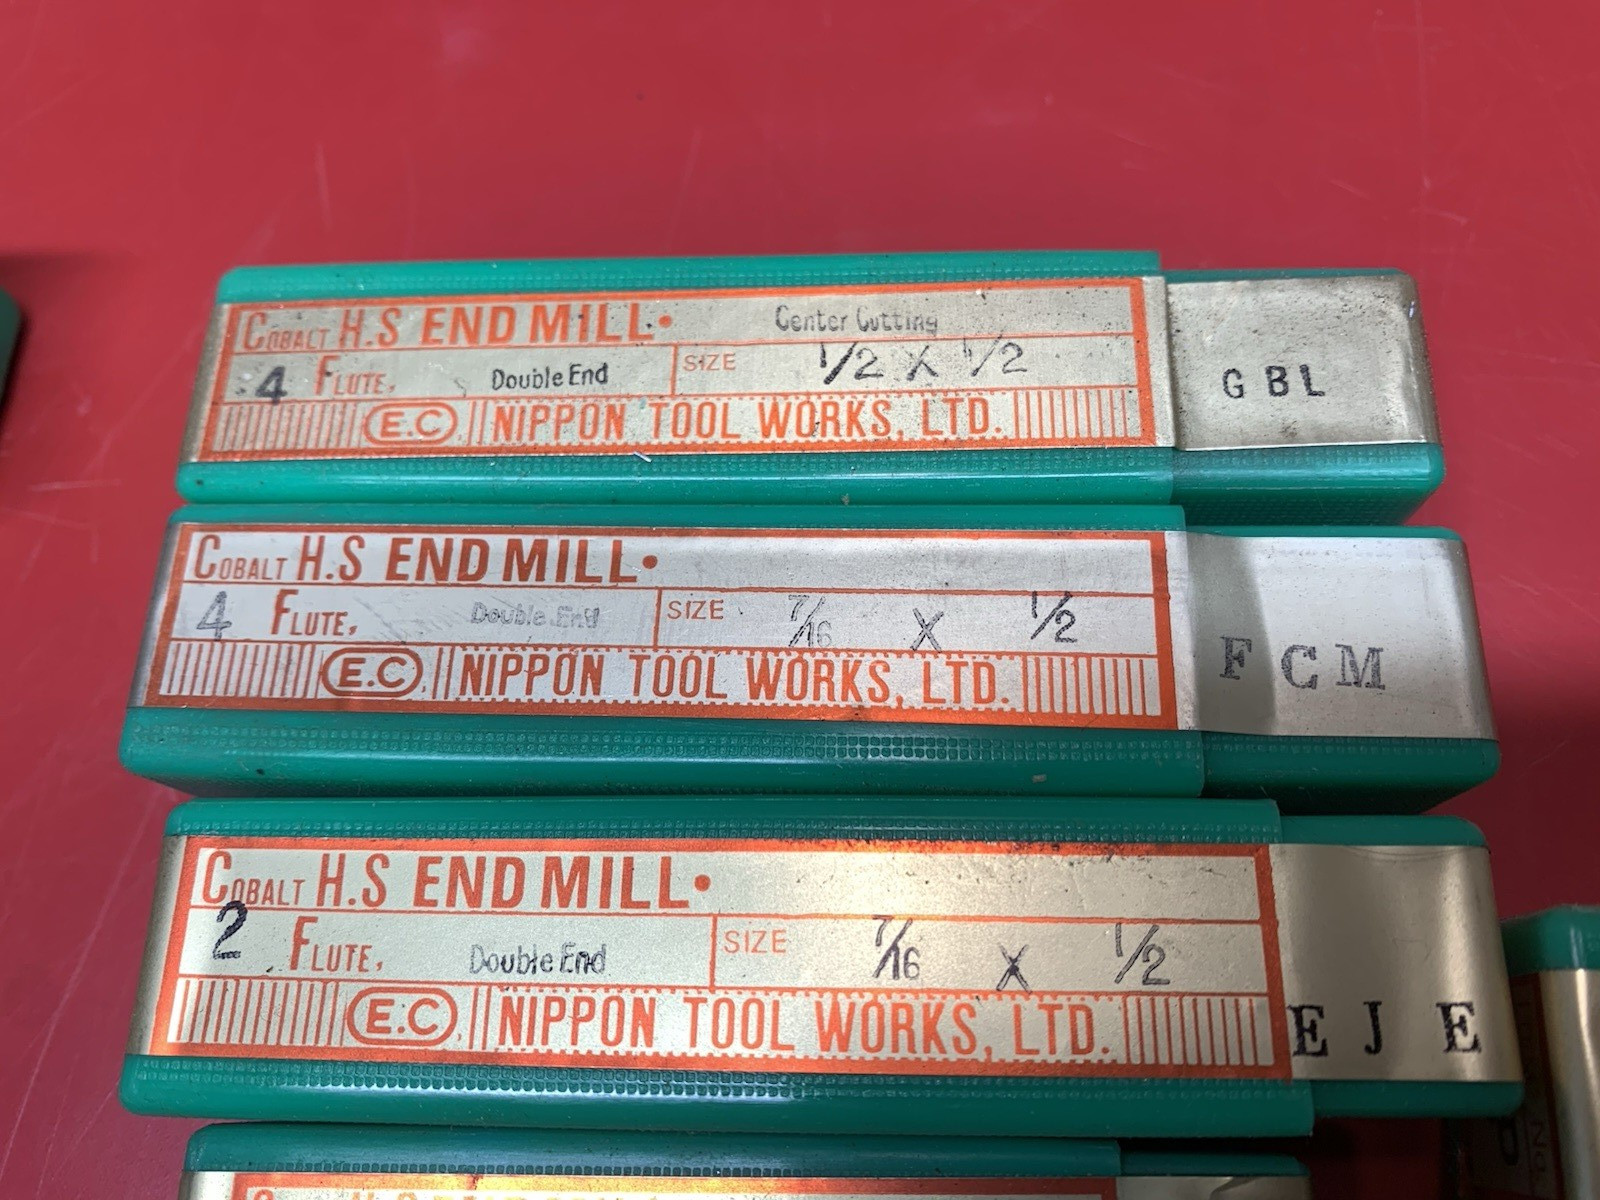 COBALT H.S END MILL• Center Cutting
4 FLUTE, Double End SIZE 1/2 X 1/2
E.C NIPPON TOOL WORKS, LTD.
GBL
COBALT H.S END MILL•
4 FLUTE, Double End SIZE 7/16 X 1/2
E.C NIPPON TOOL WORKS, LTD.
F C M
COBALT H.S END MILL•
2 FLUTE, Double End SIZE 7/16 X 1/2
E.C NIPPON TOOL WORKS, LTD.
E J E